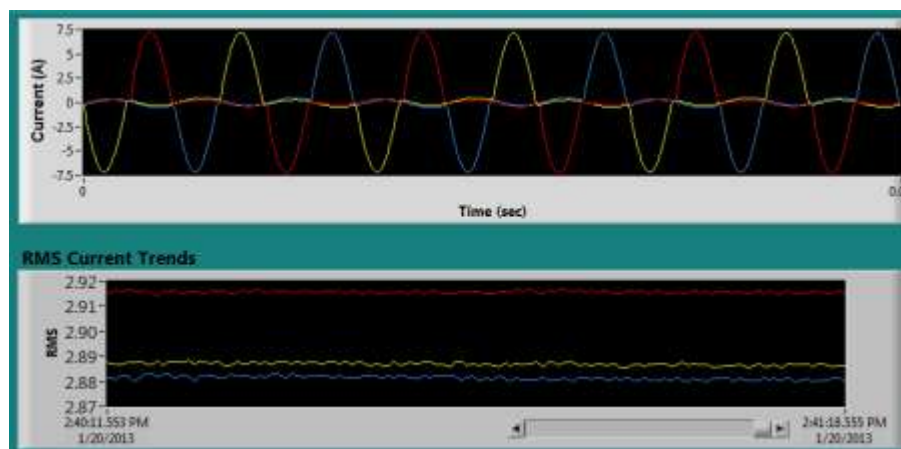 7.5
5
2.5
0
-2.5
-5
-7.5
Current (A)
0
0.0
Time (sec)
RMS Current Trends
2.92
2.91
2.90
2.89
2.88
2.87
RMS
2:40:11.553 PM
1/20/2013
2:41:18.555 PM
1/20/2013